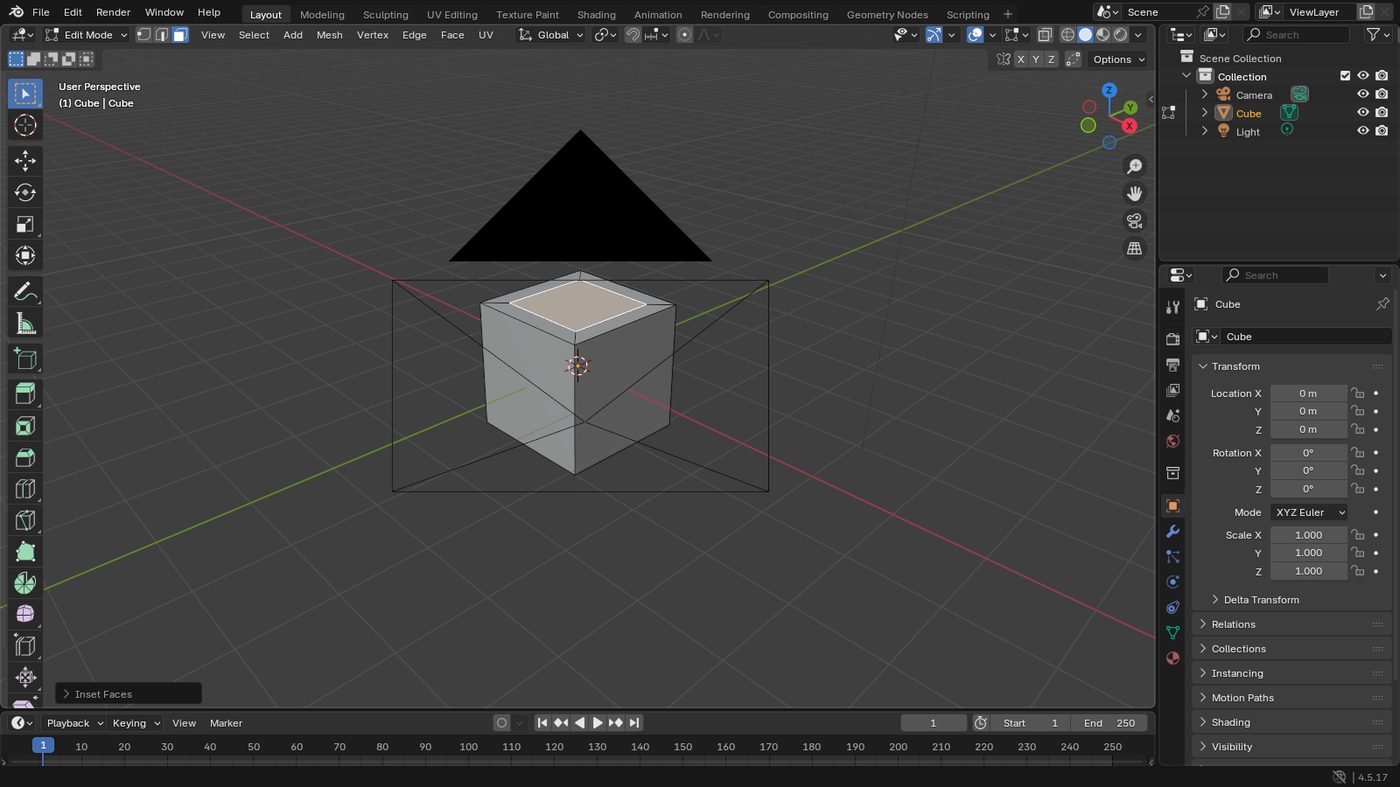 File Edit Render Window Help Layout Modeling Sculpting UV Editing Texture Paint Shading Animation Rendering Compositing Geometry Nodes Scripting + Scene ViewLayer
Edit Mode View Select Add Mesh Vertex Edge Face UV Global Search
X Y Z Options
Scene Collection
Collection
Camera
Cube
Light
User Perspective
(1) Cube | Cube
Z
Y
X
Search
Cube
Cube
Transform
Location X 0 m
Y 0 m
Z 0 m
Rotation X 0°
Y 0°
Z 0°
Mode XYZ Euler
Scale X 1.000
Y 1.000
Z 1.000
Delta Transform
Relations
Collections
Instancing
Motion Paths
Shading
Visibility
Inset Faces
Playback Keying View Marker 1 Start 1 End 250
1 10 20 30 40 50 60 70 80 90 100 110 120 130 140 150 160 170 180 190 200 210 220 230 240 250
4.5.17